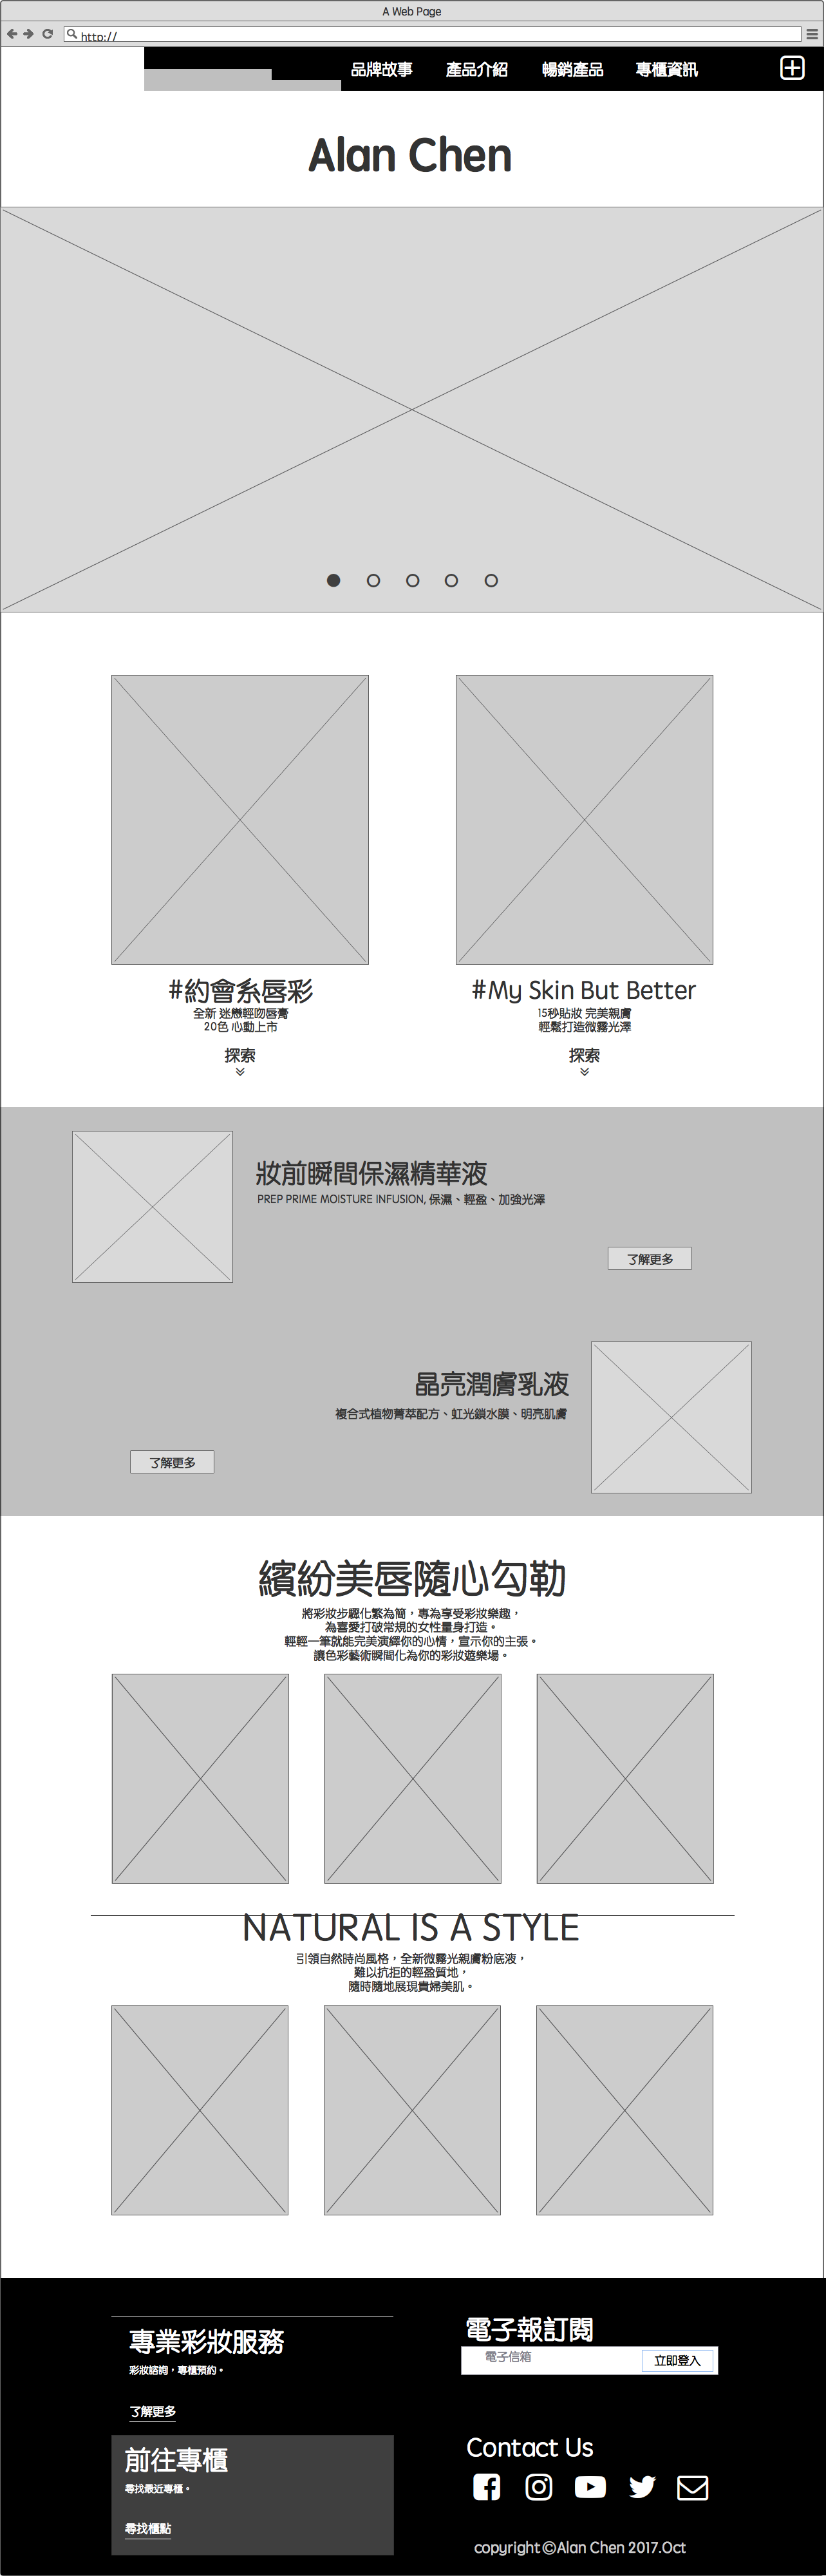 A Web Page
http://
品牌故事 產品介紹 暢銷產品 專櫃資訊
Alan Chen
#約會系唇彩
全新 迷戀輕吻唇膏
20色 心動上市
探索
#My Skin But Better
15秒貼妝 完美親膚
輕鬆打造微霧光澤
探索
妝前瞬間保濕精華液
PREP PRIME MOISTURE INFUSION, 保濕、輕盈、加強光澤
了解更多
晶亮潤膚乳液
複合式植物菁萃配方、虹光鎖水膜、明亮肌膚
了解更多
繽紛美唇隨心勾勒
將彩妝步驟化繁為簡，專為享受彩妝樂趣，
為喜愛打破常規的女性量身打造。
輕輕一筆就能完美演繹你的心情，宣示你的主張。
讓色彩藝術瞬間化為你的彩妝遊樂場。
NATURAL IS A STYLE
引領自然時尚風格，全新微霧光親膚粉底液，
難以抗拒的輕盈質地，
隨時隨地展現貴婦美肌。
專業彩妝服務
彩妝諮詢，專櫃預約。
了解更多
前往專櫃
尋找最近專櫃。
尋找櫃點
電子報訂閱
電子信箱
立即登入
Contact Us
copyright©Alan Chen 2017.Oct